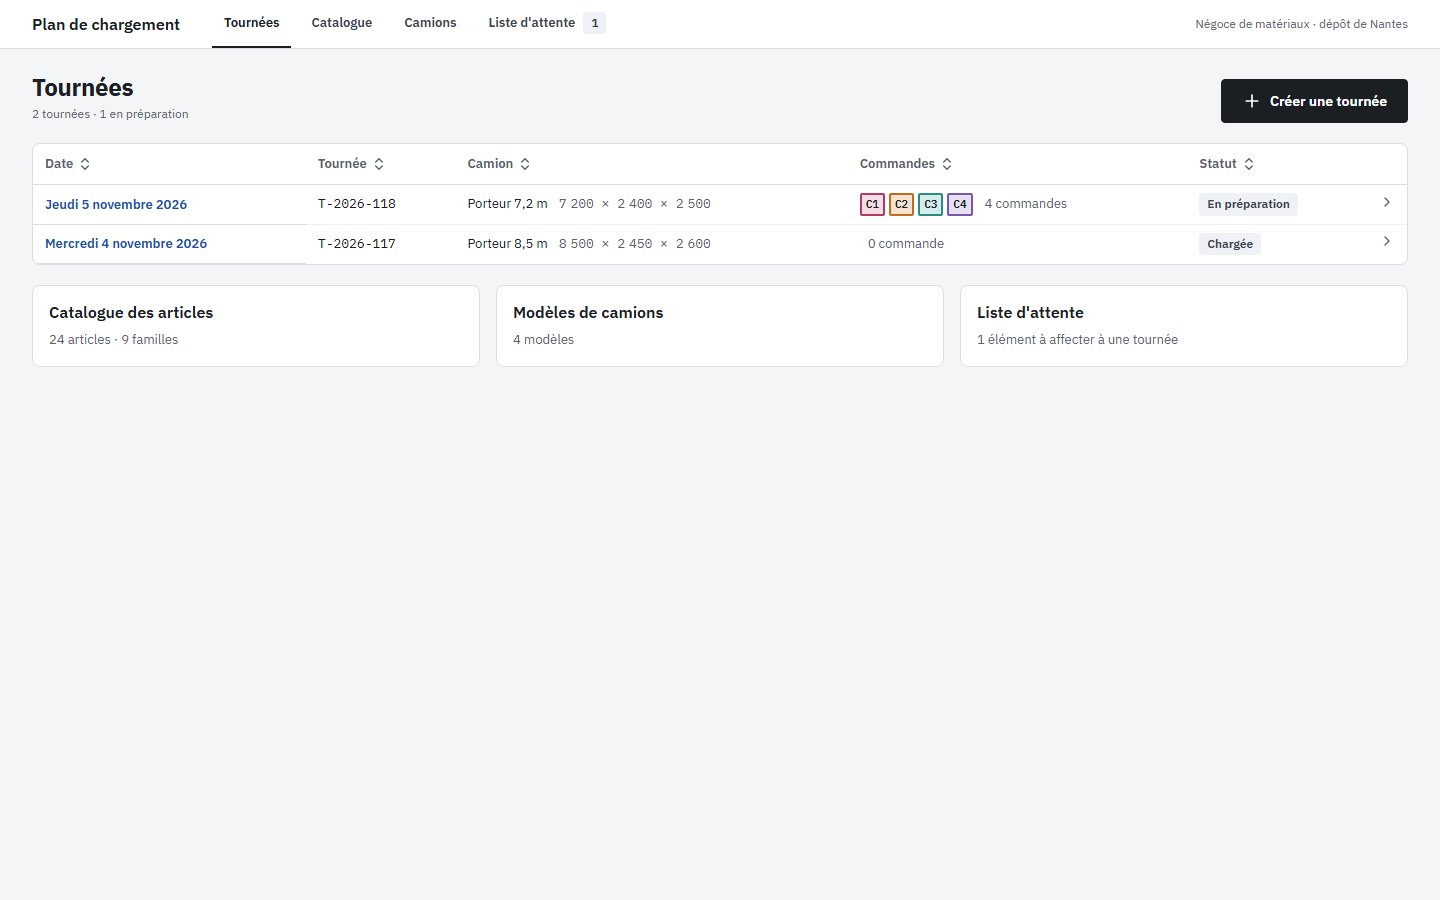 Plan de chargement Tournées Catalogue Camions Liste d'attente 1 Négoce de matériaux · dépôt de Nantes
Tournées
2 tournées · 1 en préparation
Créer une tournée
Date Tournée Camion Commandes Statut
Jeudi 5 novembre 2026 T-2026-118 Porteur 7,2 m 7 200 × 2 400 × 2 500 C1 C2 C3 C4 4 commandes En préparation
Mercredi 4 novembre 2026 T-2026-117 Porteur 8,5 m 8 500 × 2 450 × 2 600 0 commande Chargée
Catalogue des articles
24 articles · 9 familles
Modèles de camions
4 modèles
Liste d'attente
1 élément à affecter à une tournée